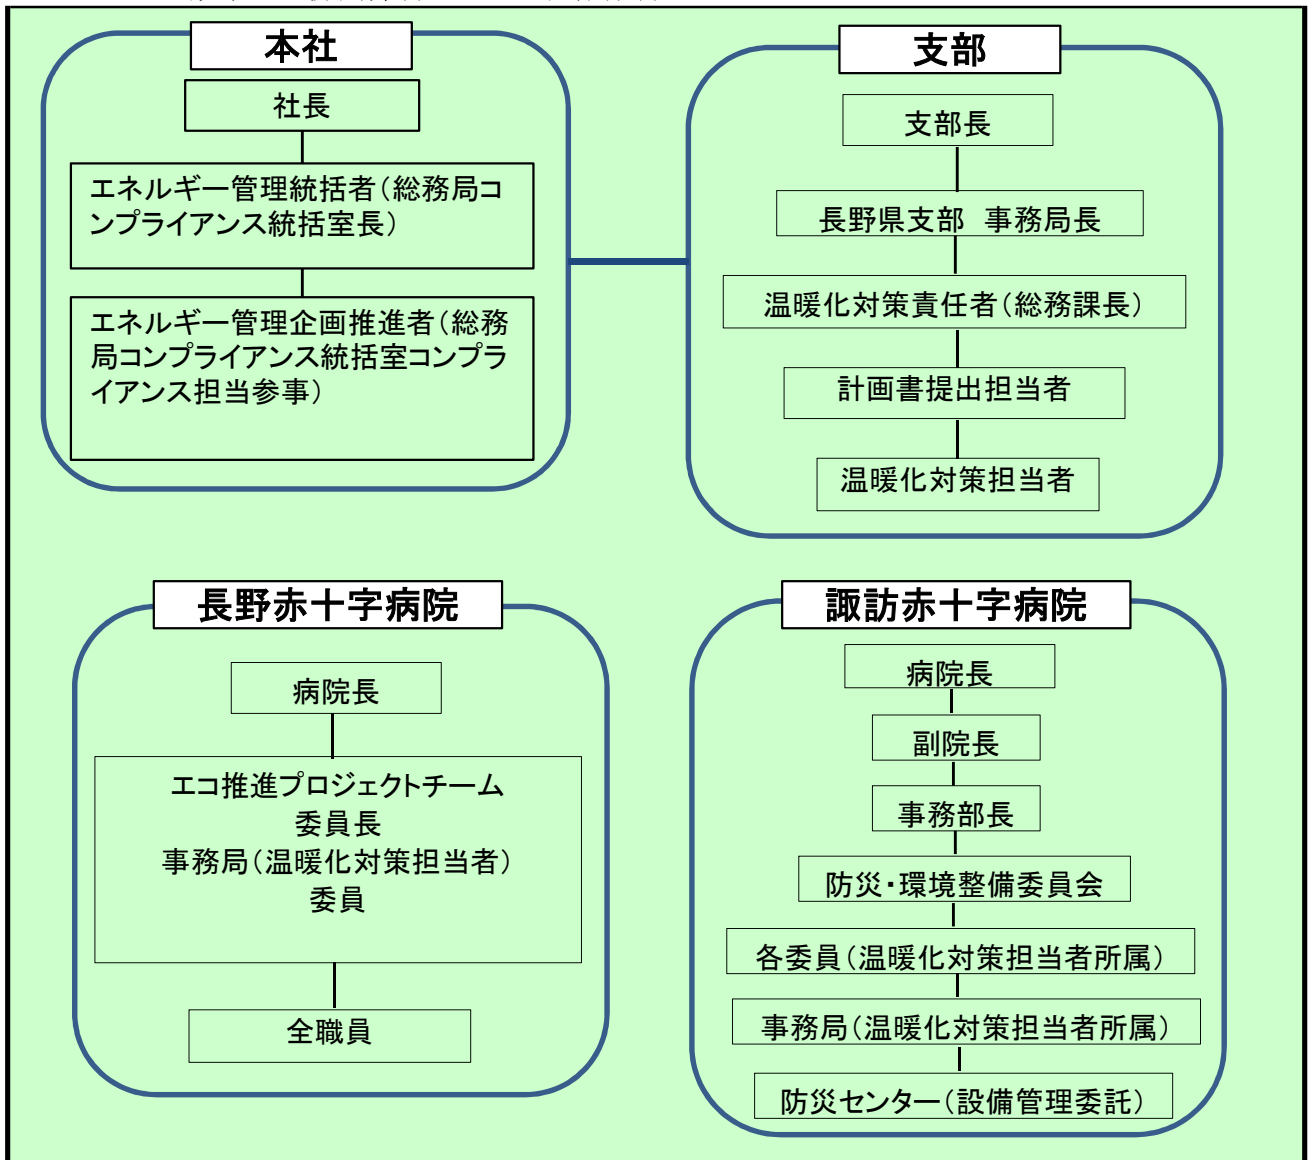 本社
社長
エネルギー管理統括者（総務局コ
ンプライアンス統括室長）
エネルギー管理企画推進者（総務
局コンプライアンス統括室コンプラ
イアンス担当参事）
支部
支部長
長野県支部 事務局長
温暖化対策責任者（総務課長）
計画書提出担当者
温暖化対策担当者
長野赤十字病院
病院長
エコ推進プロジェクトチーム
委員長
事務局（温暖化対策担当者）
委員
全職員
諏訪赤十字病院
病院長
副院長
事務部長
防災・環境整備委員会
各委員（温暖化対策担当者所属）
事務局（温暖化対策担当者所属）
防災センター（設備管理委託）